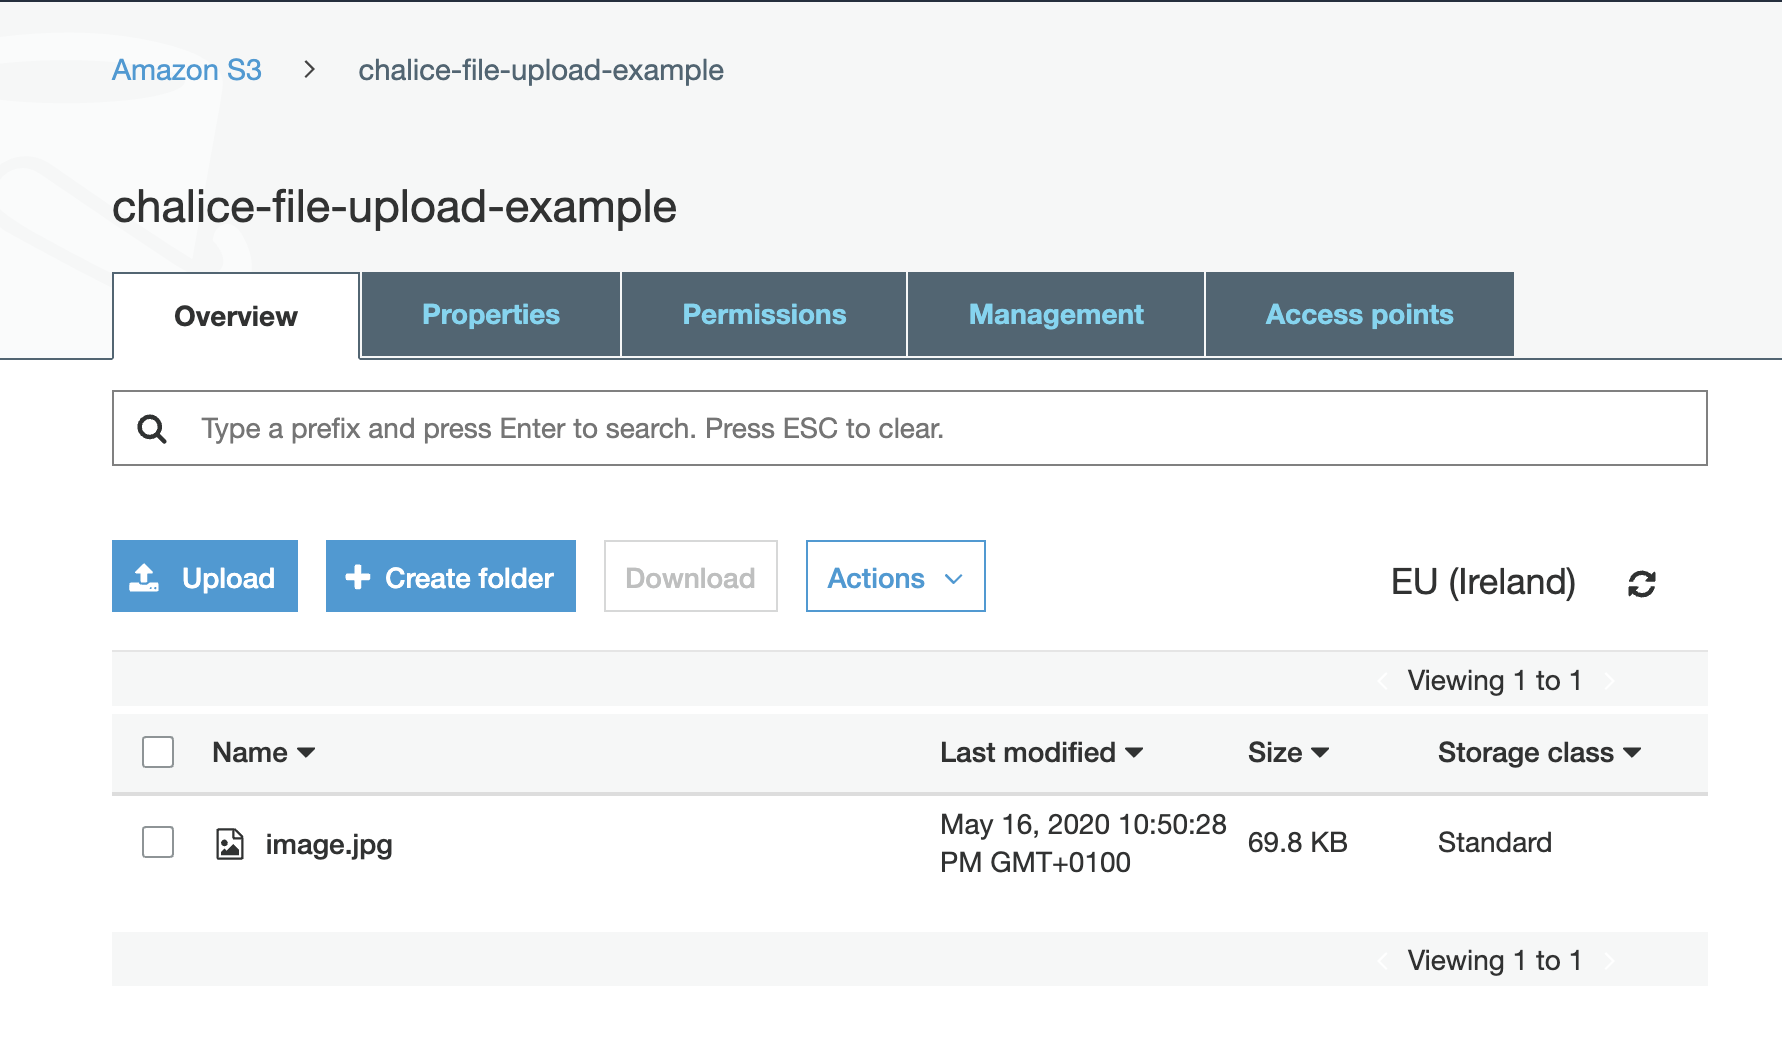 Amazon S3 > chalice-file-upload-example
chalice-file-upload-example
Overview Properties Permissions Management Access points
Type a prefix and press Enter to search. Press ESC to clear.
Upload Create folder Download Actions EU (Ireland)
Viewing 1 to 1
Name Last modified Size Storage class
image.jpg May 16, 2020 10:50:28 69.8 KB Standard
PM GMT+0100
Viewing 1 to 1